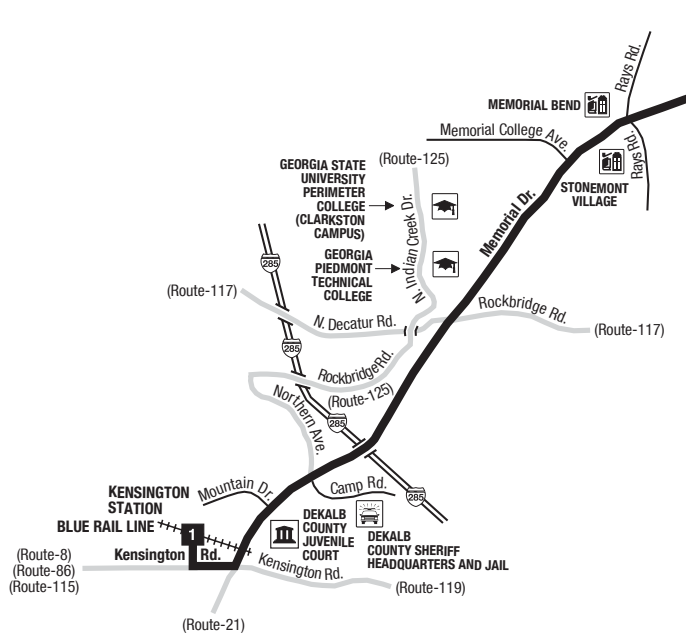 Rays Rd.
MEMORIAL BEND
Memorial College Ave.
Rays Rd.
STONEMONT
VILLAGE
GEORGIA STATE
UNIVERSITY
PERIMETER
COLLEGE
(CLARKSTON
CAMPUS)
(Route-125)
N. Indian Creek Dr.
Memorial Dr.
GEORGIA
PIEDMONT
TECHNICAL
COLLEGE
285
(Route-117)
N. Decatur Rd.
Rockbridge Rd.
(Route-117)
285
Rockbridge Rd.
(Route-125)
Northern Ave.
285
KENSINGTON
STATION
Mountain Dr.
Camp Rd.
285
BLUE RAIL LINE
1
DEKALB
COUNTY
JUVENILE
COURT
DEKALB
COUNTY SHERIFF
HEADQUARTERS AND JAIL
Kensington Rd.
Kensington Rd.
(Route-8)
(Route-86)
(Route-115)
(Route-119)
(Route-21)